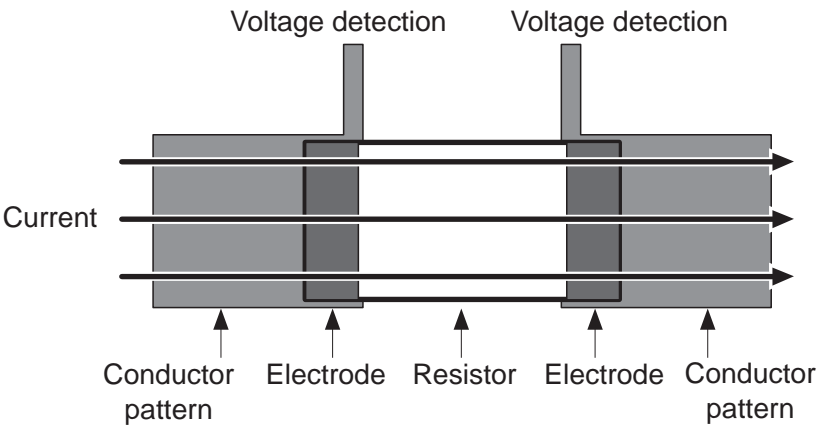 Voltage detection
Voltage detection
Current
Conductor
pattern
Electrode
Resistor
Electrode
Conductor
pattern